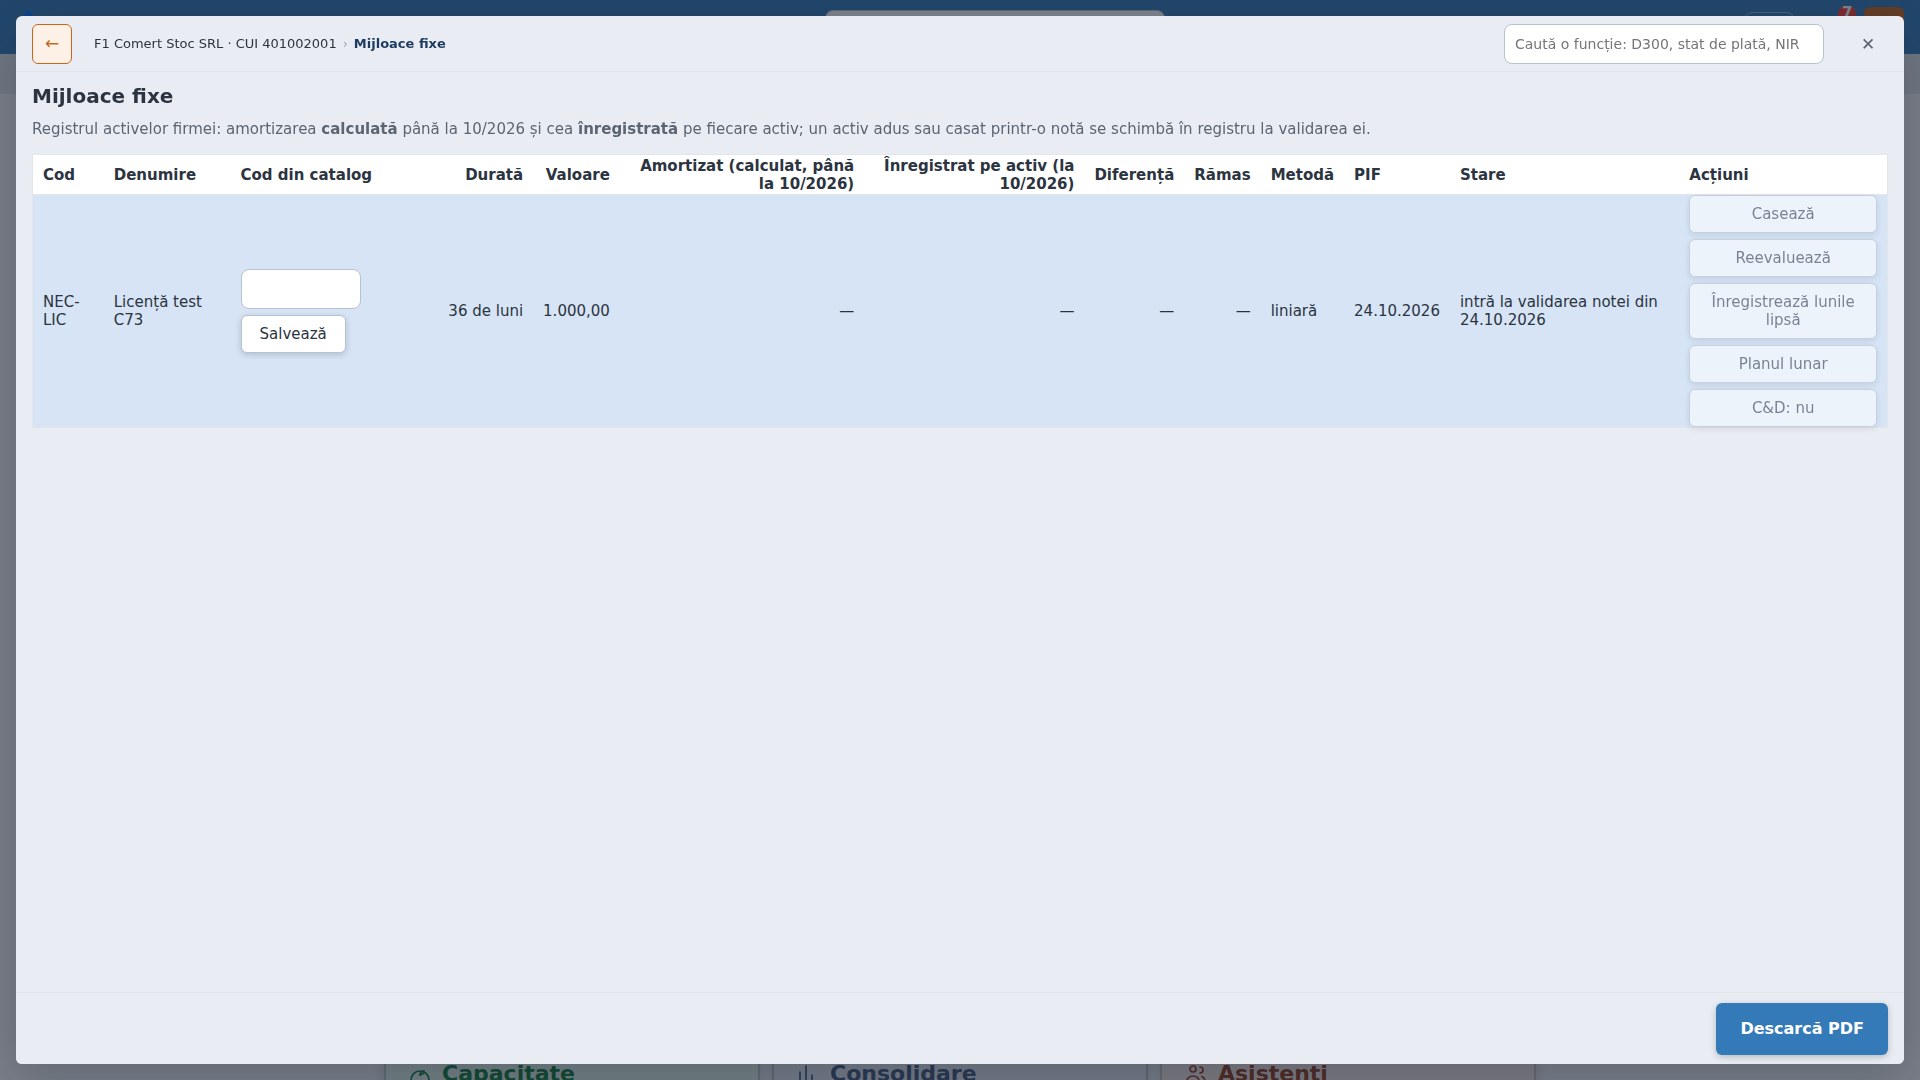 7
←
F1 Comert Stoc SRL · CUI 401002001 › Mijloace fixe
Caută o funcție: D300, stat de plată, NIR
✕
Mijloace fixe
Registrul activelor firmei: amortizarea calculată până la 10/2026 și cea înregistrată pe fiecare activ; un activ adus sau casat printr-o notă se schimbă în registru la validarea ei.
Cod
Denumire
Cod din catalog
Durată
Valoare
Amortizat (calculat, până
la 10/2026)
Înregistrat pe activ (la
10/2026)
Diferență
Rămas
Metodă
PIF
Stare
Acțiuni
NEC-
LIC
Licență test
C73
Salvează
36 de luni
1.000,00
—
—
—
—
liniară
24.10.2026
intră la validarea notei din
24.10.2026
Casează
Reevaluează
Înregistrează lunile
lipsă
Planul lunar
C&D: nu
Descarcă PDF
Capacitate
Consolidare
Asistenți